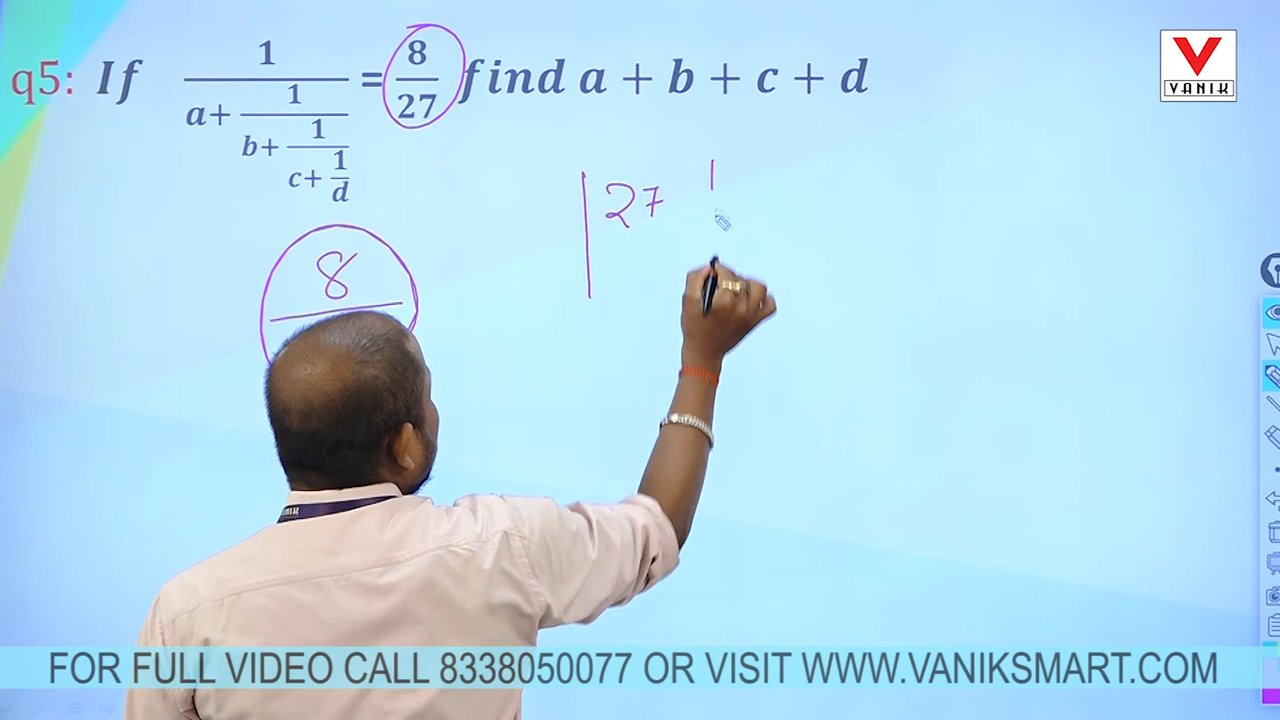 q5: If 1/(a+1/(b+1/(c+1/d))) = 8/27 find a + b + c + d
VANIK
27
8
FOR FULL VIDEO CALL 8338050077 OR VISIT WWW.VANIKSMART.COM